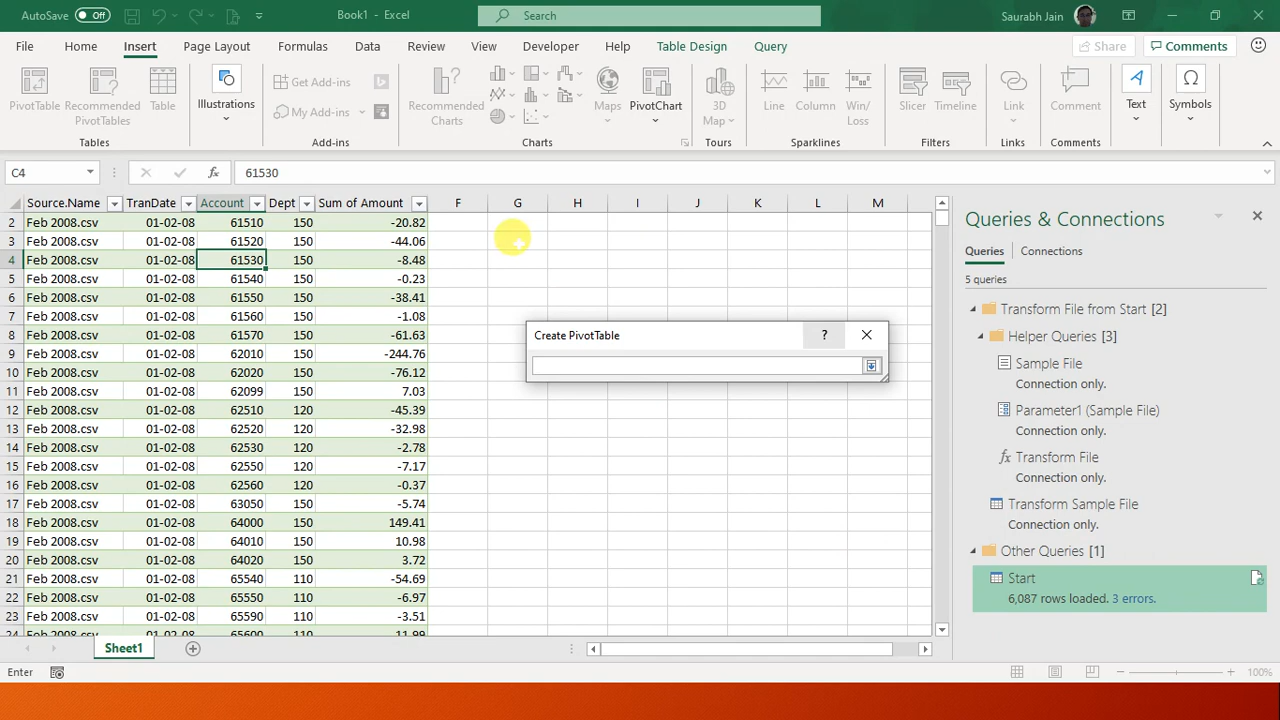 AutoSave Off Book1 - Excel Search Saurabh Jain
File Home Insert Page Layout Formulas Data Review View Developer Help Table Design Query Share Comments
PivotTable Recommended PivotTables Table Illustrations Get Add-ins My Add-ins Recommended Charts Maps PivotChart 3D Map Line Column Win/Loss Slicer Timeline Link Comment Text Symbols
Tables Add-ins Charts Tours Sparklines Filters Links Comments
C4 fx 61530
Source.Name TranDate Account Dept Sum of Amount F G H I J K L M
2 Feb 2008.csv 01-02-08 61510 150 -20.82
3 Feb 2008.csv 01-02-08 61520 150 -44.06
4 Feb 2008.csv 01-02-08 61530 150 -8.48
5 Feb 2008.csv 01-02-08 61540 150 -0.23
6 Feb 2008.csv 01-02-08 61550 150 -38.41
7 Feb 2008.csv 01-02-08 61560 150 -1.08
8 Feb 2008.csv 01-02-08 61570 150 -61.63
9 Feb 2008.csv 01-02-08 62010 150 -244.76
10 Feb 2008.csv 01-02-08 62020 150 -76.12
11 Feb 2008.csv 01-02-08 62099 150 7.03
12 Feb 2008.csv 01-02-08 62510 120 -45.39
13 Feb 2008.csv 01-02-08 62520 120 -32.98
14 Feb 2008.csv 01-02-08 62530 120 -2.78
15 Feb 2008.csv 01-02-08 62550 120 -7.17
16 Feb 2008.csv 01-02-08 62560 120 -0.37
17 Feb 2008.csv 01-02-08 63050 150 -5.74
18 Feb 2008.csv 01-02-08 64000 150 149.41
19 Feb 2008.csv 01-02-08 64010 150 10.98
20 Feb 2008.csv 01-02-08 64020 150 3.72
21 Feb 2008.csv 01-02-08 65540 110 -54.69
22 Feb 2008.csv 01-02-08 65550 110 -6.97
23 Feb 2008.csv 01-02-08 65590 110 -3.51
24 Feb 2008.csv 01-02-08 65600 110 11.99
Create PivotTable ?
Queries & Connections
Queries Connections
5 queries
Transform File from Start [2]
Helper Queries [3]
Sample File
Connection only.
Parameter1 (Sample File)
Connection only.
fx Transform File
Connection only.
Transform Sample File
Connection only.
Other Queries [1]
Start
6,087 rows loaded. 3 errors.
Sheet1
Enter 100%